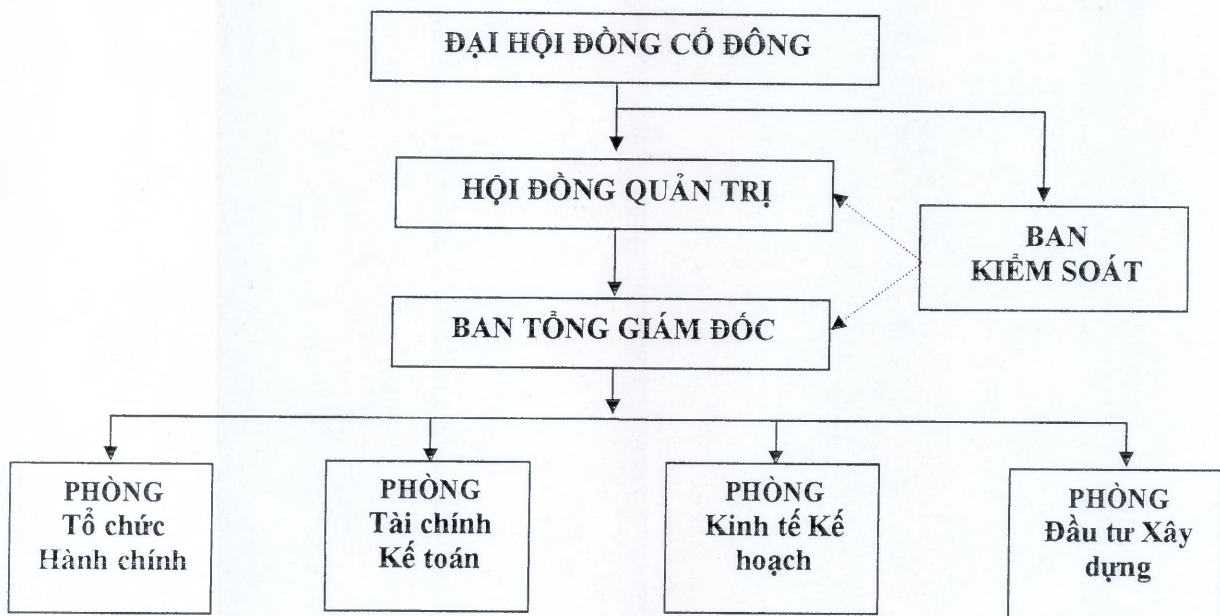 ĐẠI HỘI ĐỒNG CỔ ĐÔNG
HỘI ĐỒNG QUẢN TRỊ
BAN
KIỂM SOÁT
BAN TỔNG GIÁM ĐỐC
PHÒNG
Tổ chức
Hành chính
PHÒNG
Tài chính
Kế toán
PHÒNG
Kinh tế Kế
hoạch
PHÒNG
Đầu tư Xây
dựng